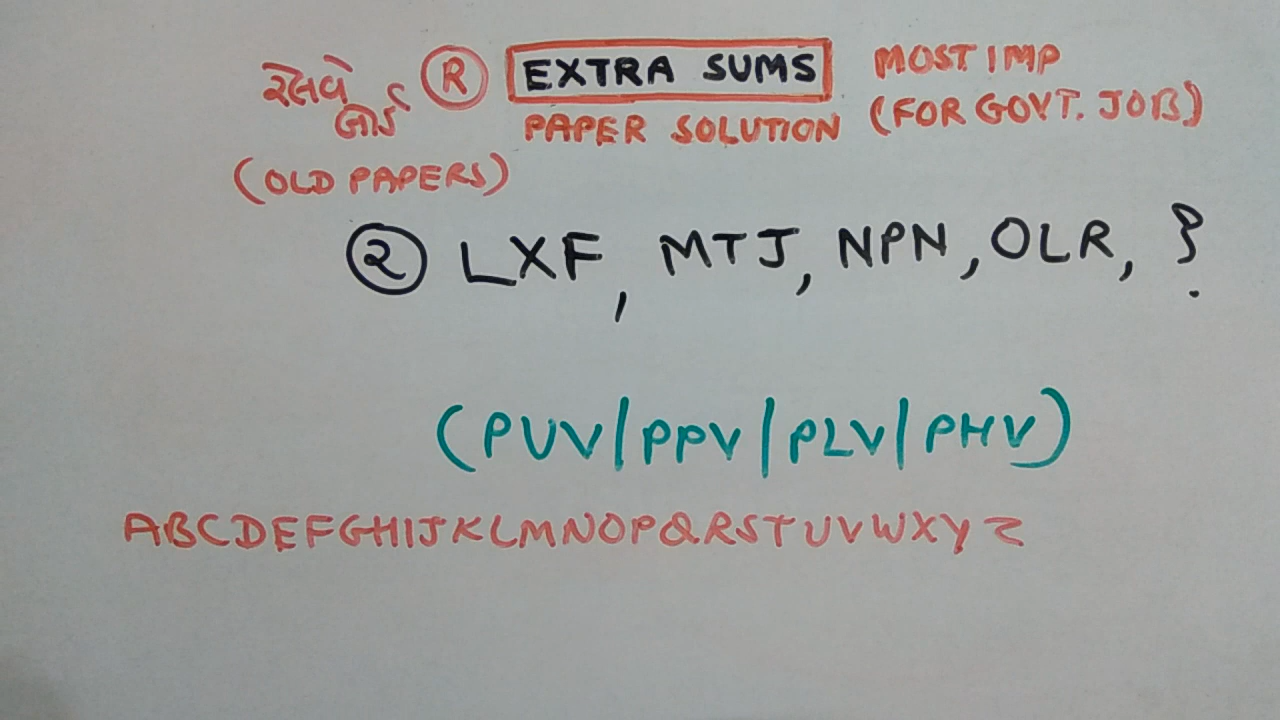 રેલવે Ⓡ EXTRA SUMS MOST IMP
બોર્ડ PAPER SOLUTION (FOR GOVT. JOB)
(OLD PAPERS)
② LXF, MTJ, NPN, OLR, ?
(PUV/PPV/PLV/PHV)
ABCDEFGHIJKLMNOPQRSTUVWXYZ